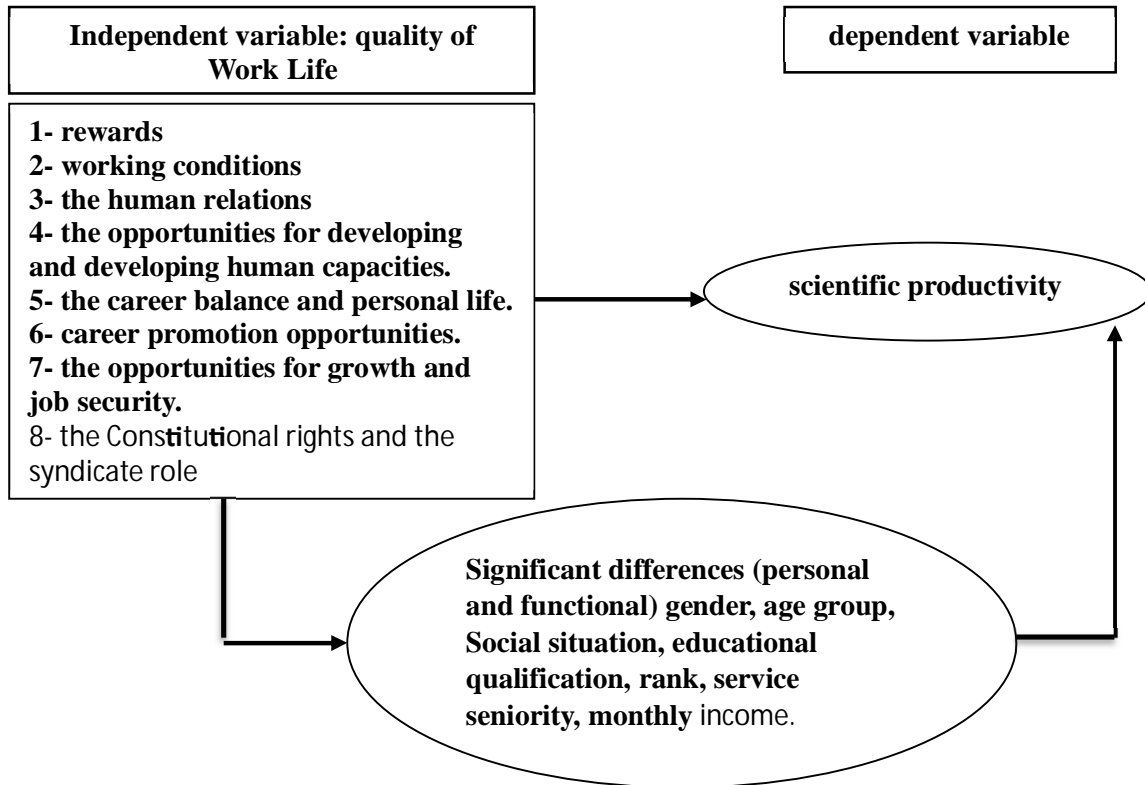 Independent variable: quality of
Work Life
dependent variable
1- rewards
2- working conditions
3- the human relations
4- the opportunities for developing
and developing human capacities.
5- the career balance and personal life.
6- career promotion opportunities.
7- the opportunities for growth and
job security.
8- the Constitutional rights and the
syndicate role
scientific productivity
Significant differences (personal
and functional) gender, age group,
Social situation, educational
qualification, rank, service
seniority, monthly income.